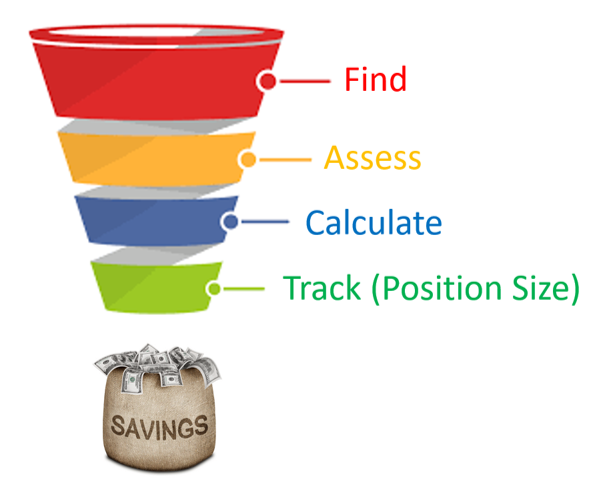 Find
Assess
Calculate
Track (Position Size)
SAVINGS